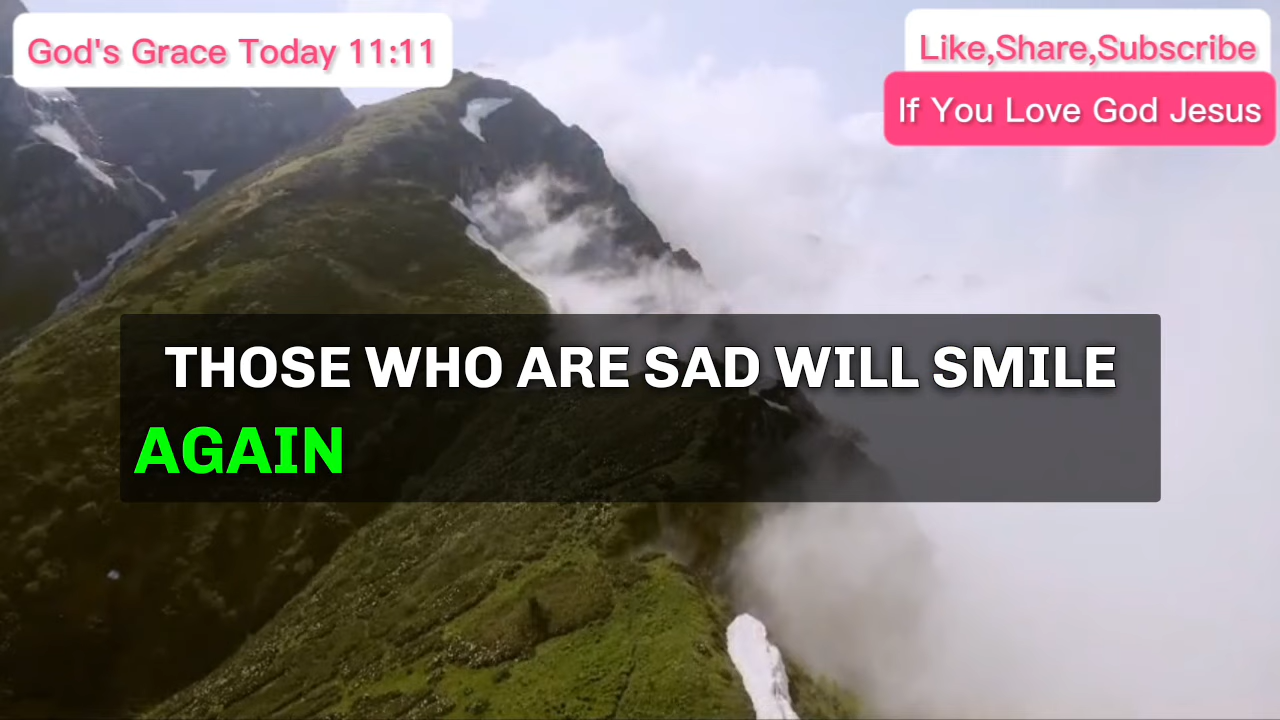 God's Grace Today 11:11
Like,Share,Subscribe
If You Love God Jesus
THOSE WHO ARE SAD WILL SMILE
AGAIN